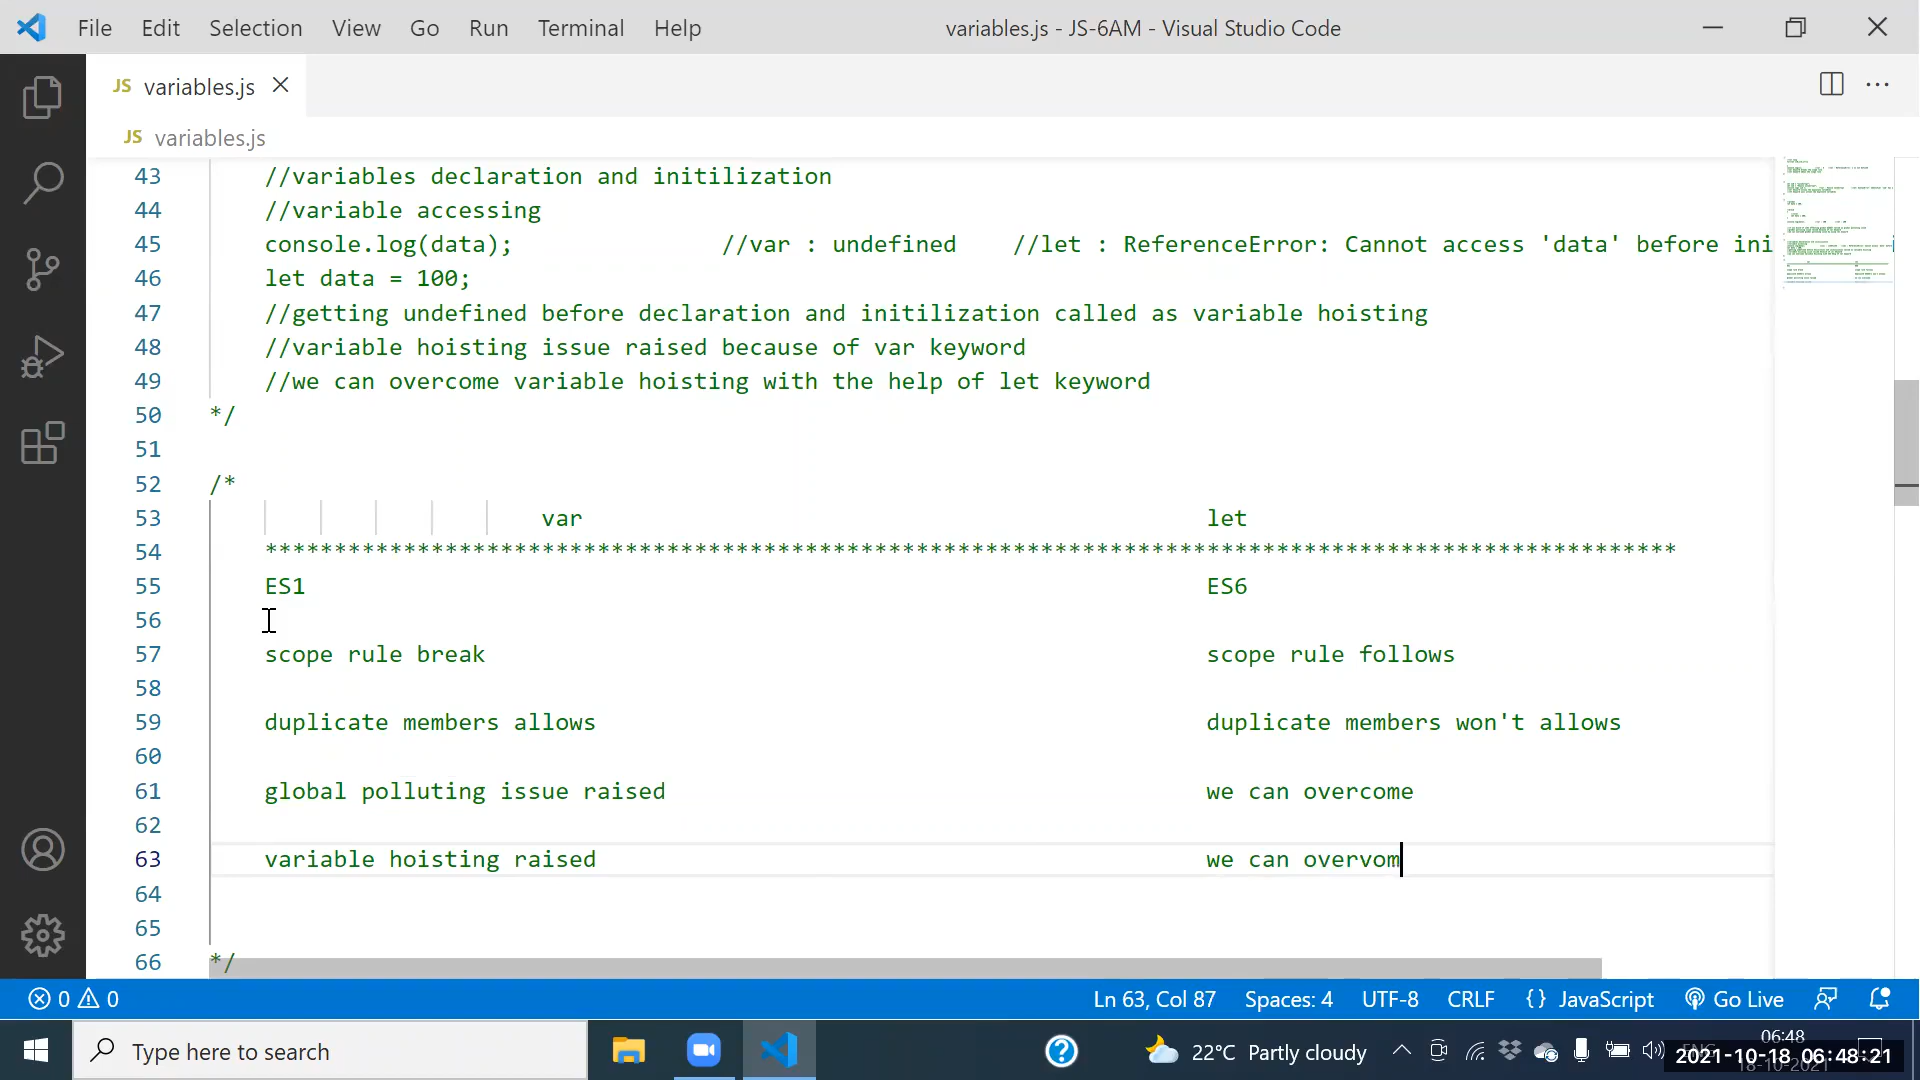 File Edit Selection View Go Run Terminal Help variables.js - JS-6AM - Visual Studio Code
JS variables.js
JS variables.js
43 //variables declaration and initilization
44 //variable accessing
45 console.log(data); //var : undefined //let : ReferenceError: Cannot access 'data' before ini
46 let data = 100;
47 //getting undefined before declaration and initilization called as variable hoisting
48 //variable hoisting issue raised because of var keyword
49 //we can overcome variable hoisting with the help of let keyword
50 */
51
52 /*
53 var let
54 ******************************************************************************************************
55 ES1 ES6
56
57 scope rule break scope rule follows
58
59 duplicate members allows duplicate members won't allows
60
61 global polluting issue raised we can overcome
62
63 variable hoisting raised we can overvom
64
65
66 */
0 0 Ln 63, Col 87 Spaces: 4 UTF-8 CRLF {} JavaScript Go Live
Type here to search 22°C Partly cloudy ENG 06:48
18-10-2021
2021-10-18 06:48:21